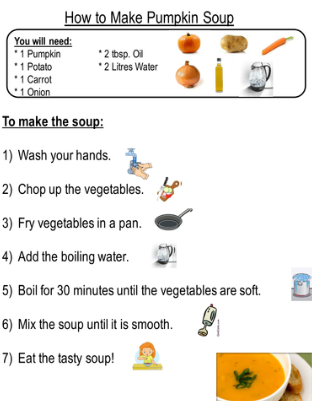 How to Make Pumpkin Soup
You will need:
* 1 Pumpkin * 2 tbsp. Oil
* 1 Potato * 2 Litres Water
* 1 Carrot
* 1 Onion
To make the soup:
1) Wash your hands.
2) Chop up the vegetables.
3) Fry vegetables in a pan.
4) Add the boiling water.
5) Boil for 30 minutes until the vegetables are soft.
6) Mix the soup until it is smooth.
7) Eat the tasty soup!